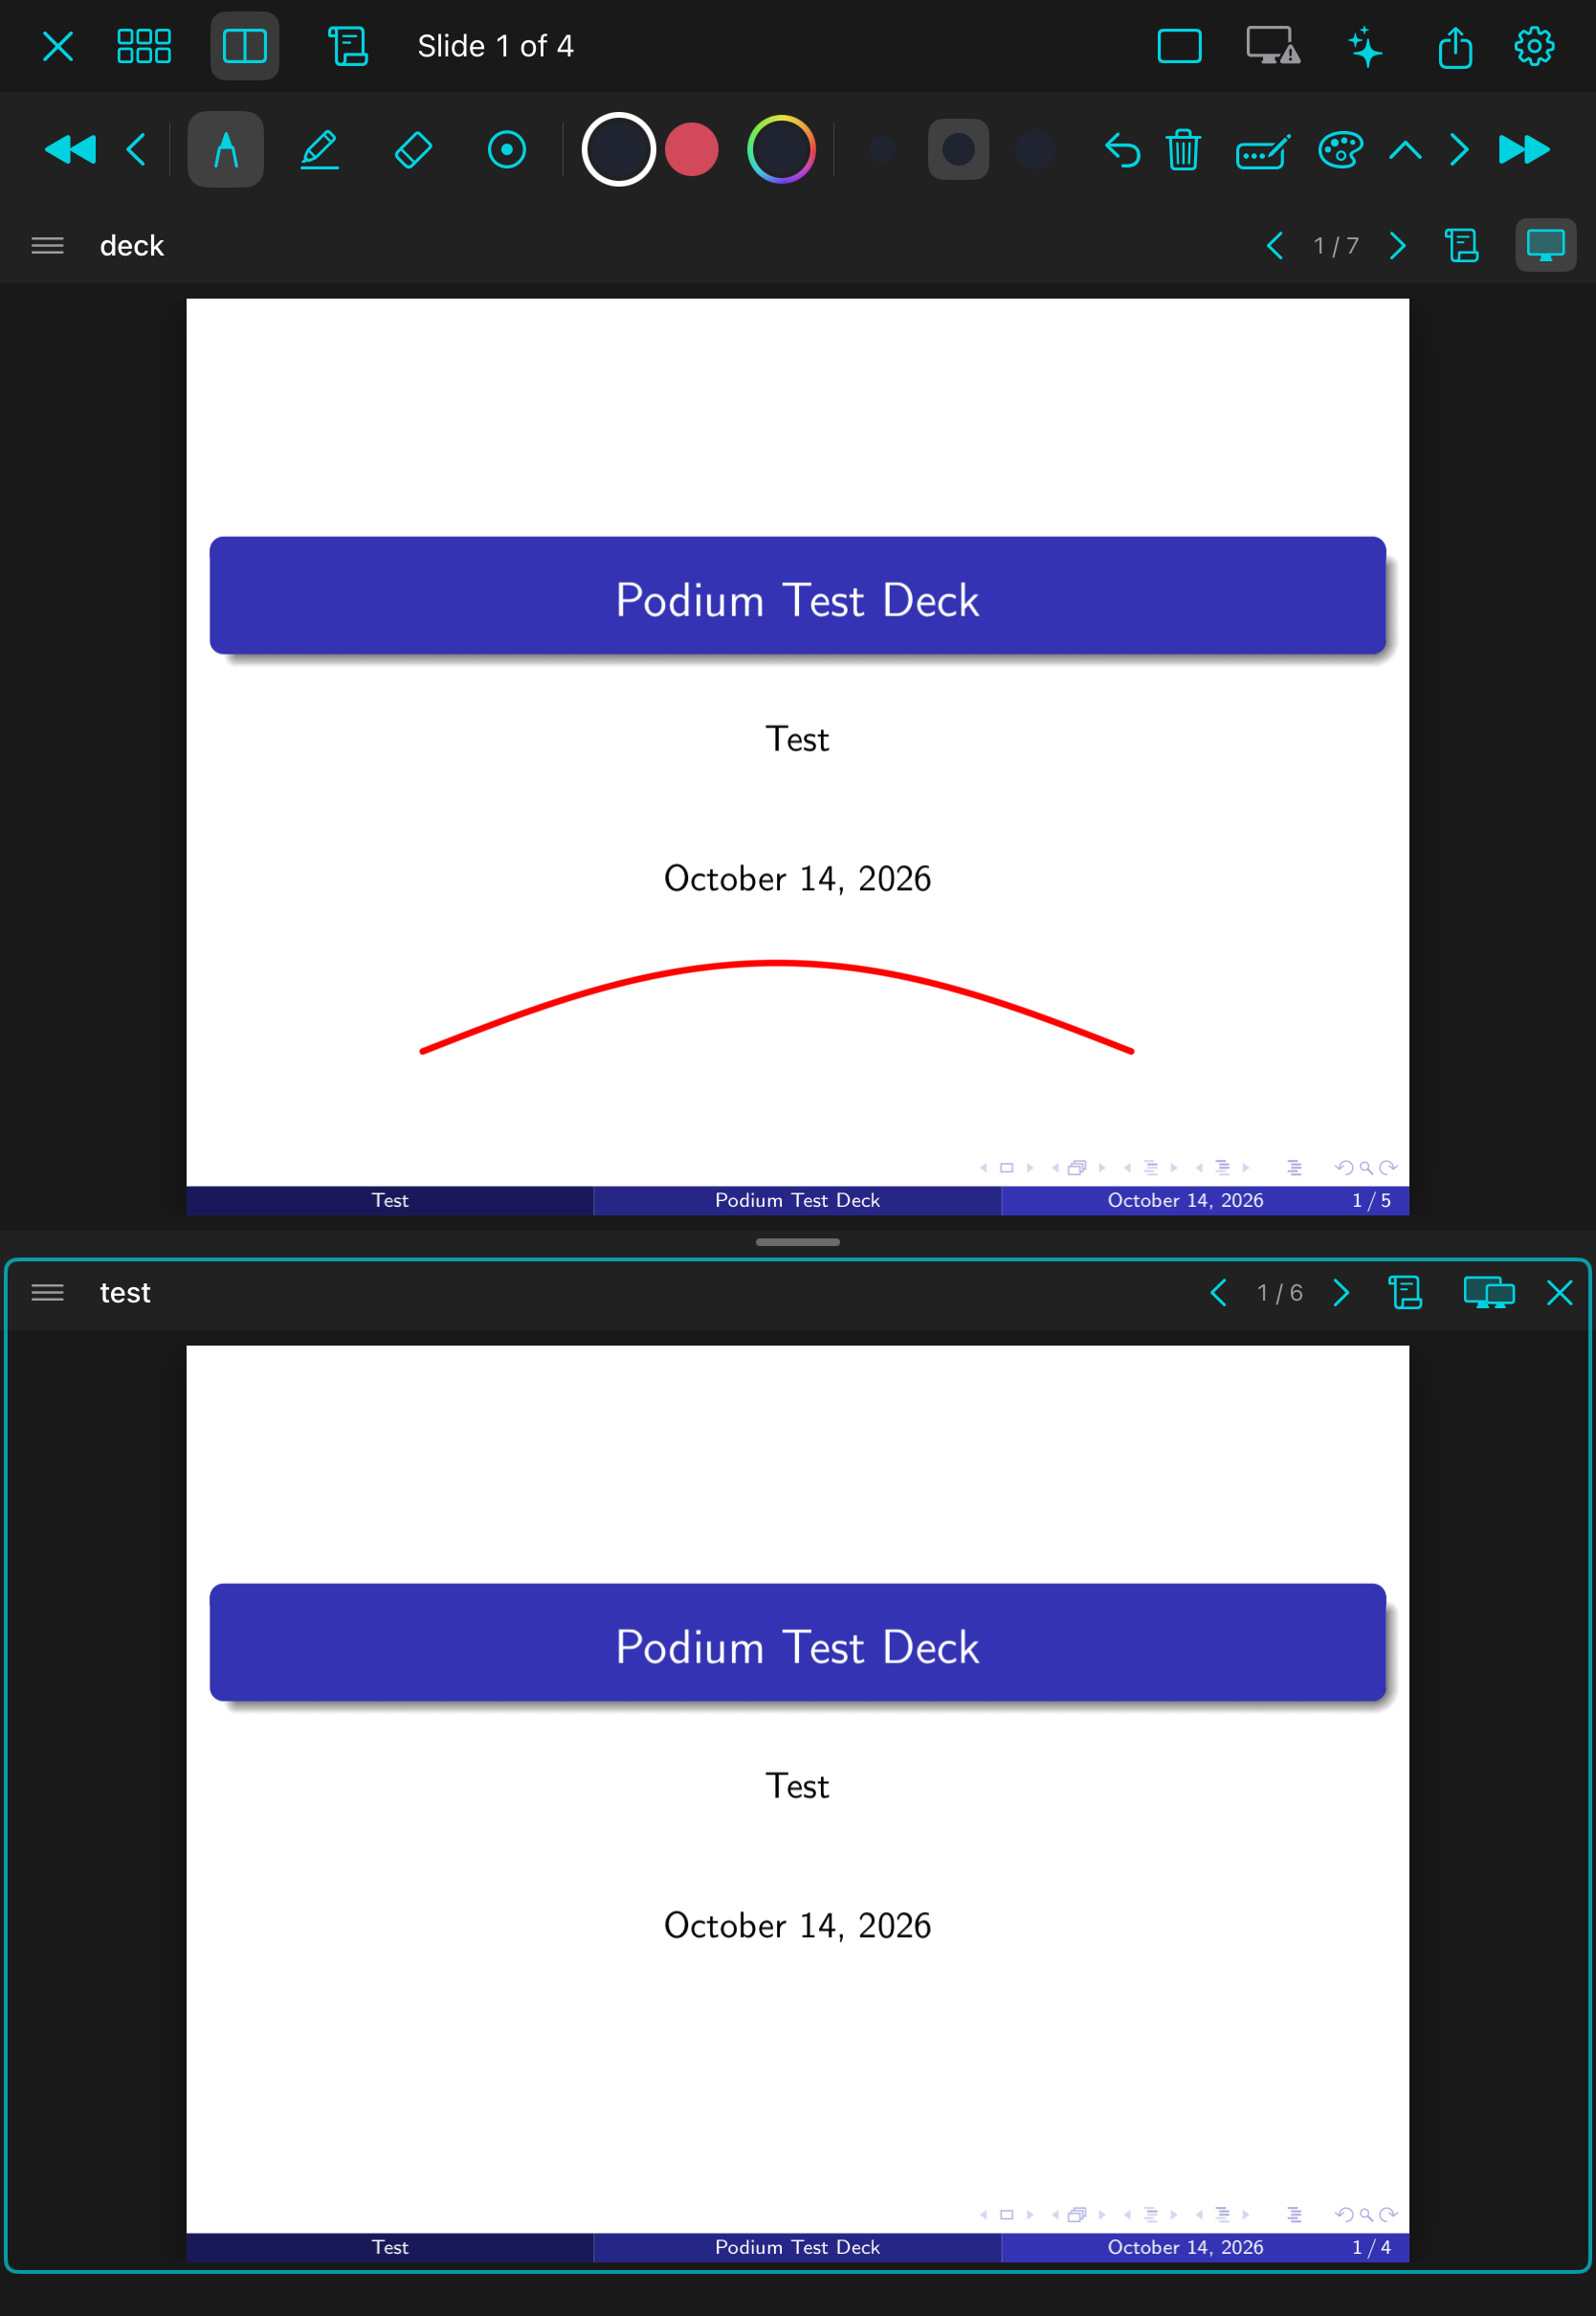 Slide 1 of 4
deck
1 / 7
Podium Test Deck
Test
October 14, 2026
Test Podium Test Deck October 14, 2026 1 / 5
test
1 / 6
Podium Test Deck
Test
October 14, 2026
Test Podium Test Deck October 14, 2026 1 / 4